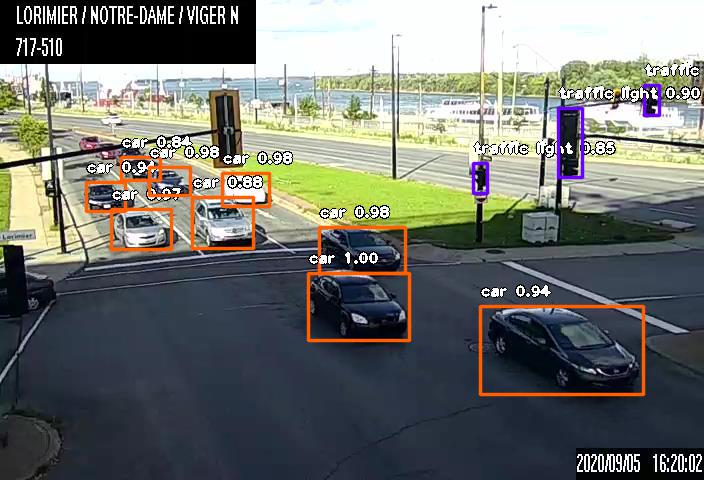 LORIMIER / NOTRE-DAME / VIGER N
717-510
traffic
traffic light 0.90
car 0.84
car 0.98
traffic light 0.85
car 0.98
car 0.88
car 0.98
car 1.00
car 0.94
Lorimier
2020/09/05 16:20:02